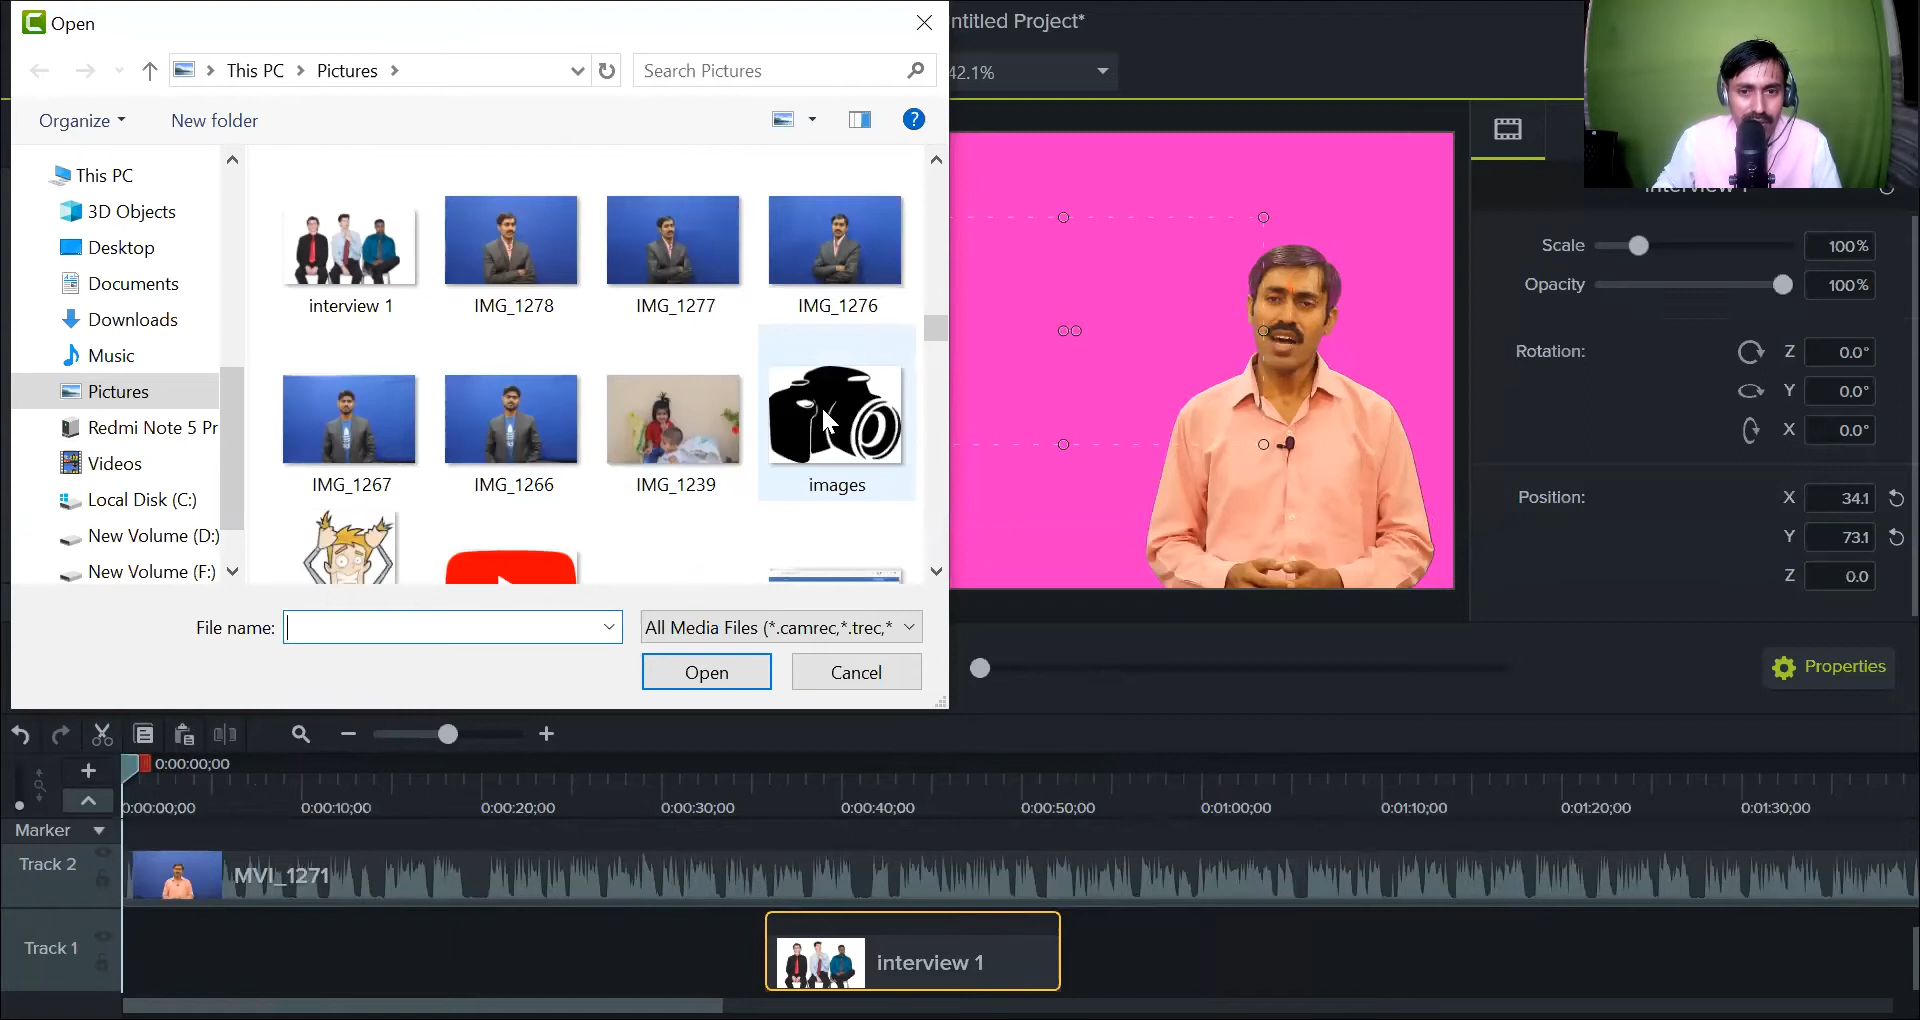 Open
ntitled Project*
This PC
Pictures
Search Pictures
42.1%
Organize
New folder
?
This PC
3D Objects
Desktop
Documents
Downloads
Music
Pictures
Redmi Note 5 Pr
Videos
Local Disk (C:)
New Volume (D:)
New Volume (F:)
interview 1
IMG_1278
IMG_1277
IMG_1276
IMG_1267
IMG_1266
IMG_1239
images
File name:
All Media Files (*.camrec,*.trec,*
Open
Cancel
Scale
100%
Opacity
100%
Rotation:
Z
0.0°
Y
0.0°
X
0.0°
Position:
X
34.1
Y
73.1
Z
0.0
Properties
0:00:00;00
0:00:00;00
0:00:10;00
0:00:20;00
0:00:30;00
0:00:40;00
0:00:50;00
0:01:00;00
0:01:10;00
0:01:20;00
0:01:30;00
Marker
Track 2
MVI_1271
Track 1
interview 1